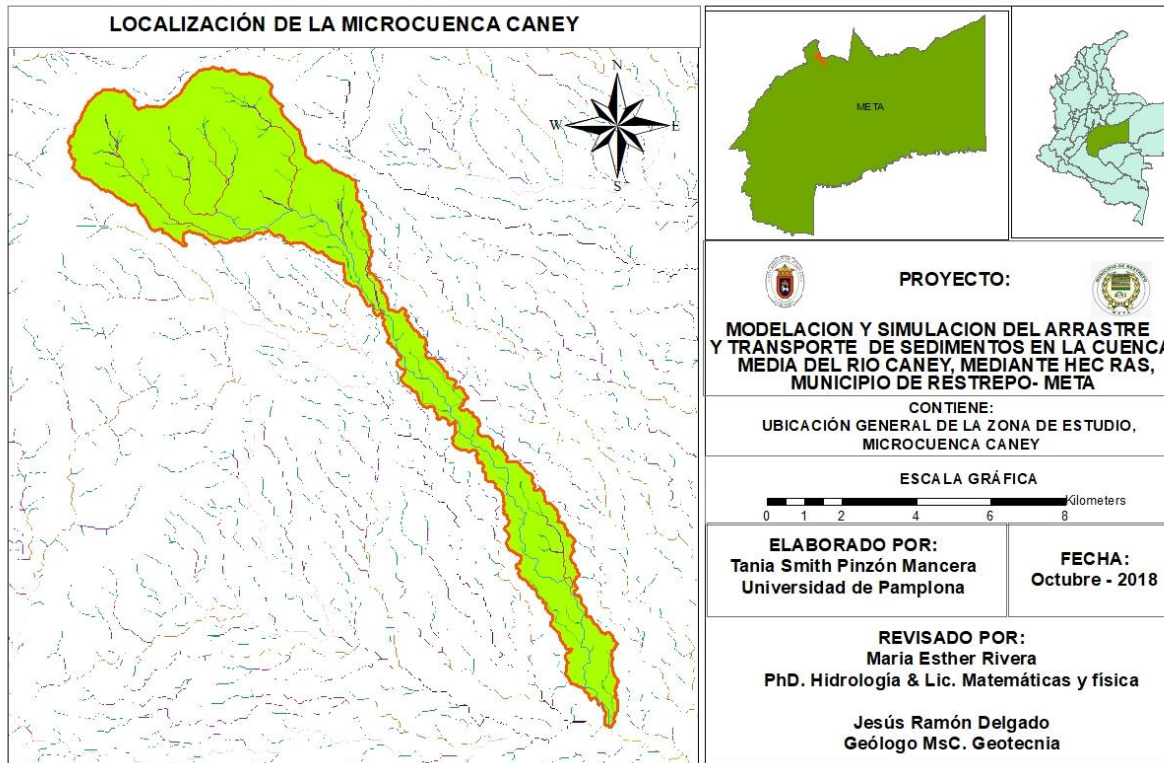 LOCALIZACIÓN DE LA MICROCUENCA CANEY
N
W
E
S
META
PROYECTO:
MODELACION Y SIMULACION DEL ARRASTRE
Y TRANSPORTE DE SEDIMENTOS EN LA CUENCA
MEDIA DEL RIO CANEY, MEDIANTE HEC RAS,
MUNICIPIO DE RESTREPO- META
CONTIENE:
UBICACIÓN GENERAL DE LA ZONA DE ESTUDIO,
MICROCUENCA CANEY
ESCALA GRÁFICA
Kilometers
0 1 2 4 6 8
ELABORADO POR:
Tania Smith Pinzón Mancera
Universidad de Pamplona
FECHA:
Octubre - 2018
REVISADO POR:
Maria Esther Rivera
PhD. Hidrología & Lic. Matemáticas y física
Jesús Ramón Delgado
Geólogo MsC. Geotecnia